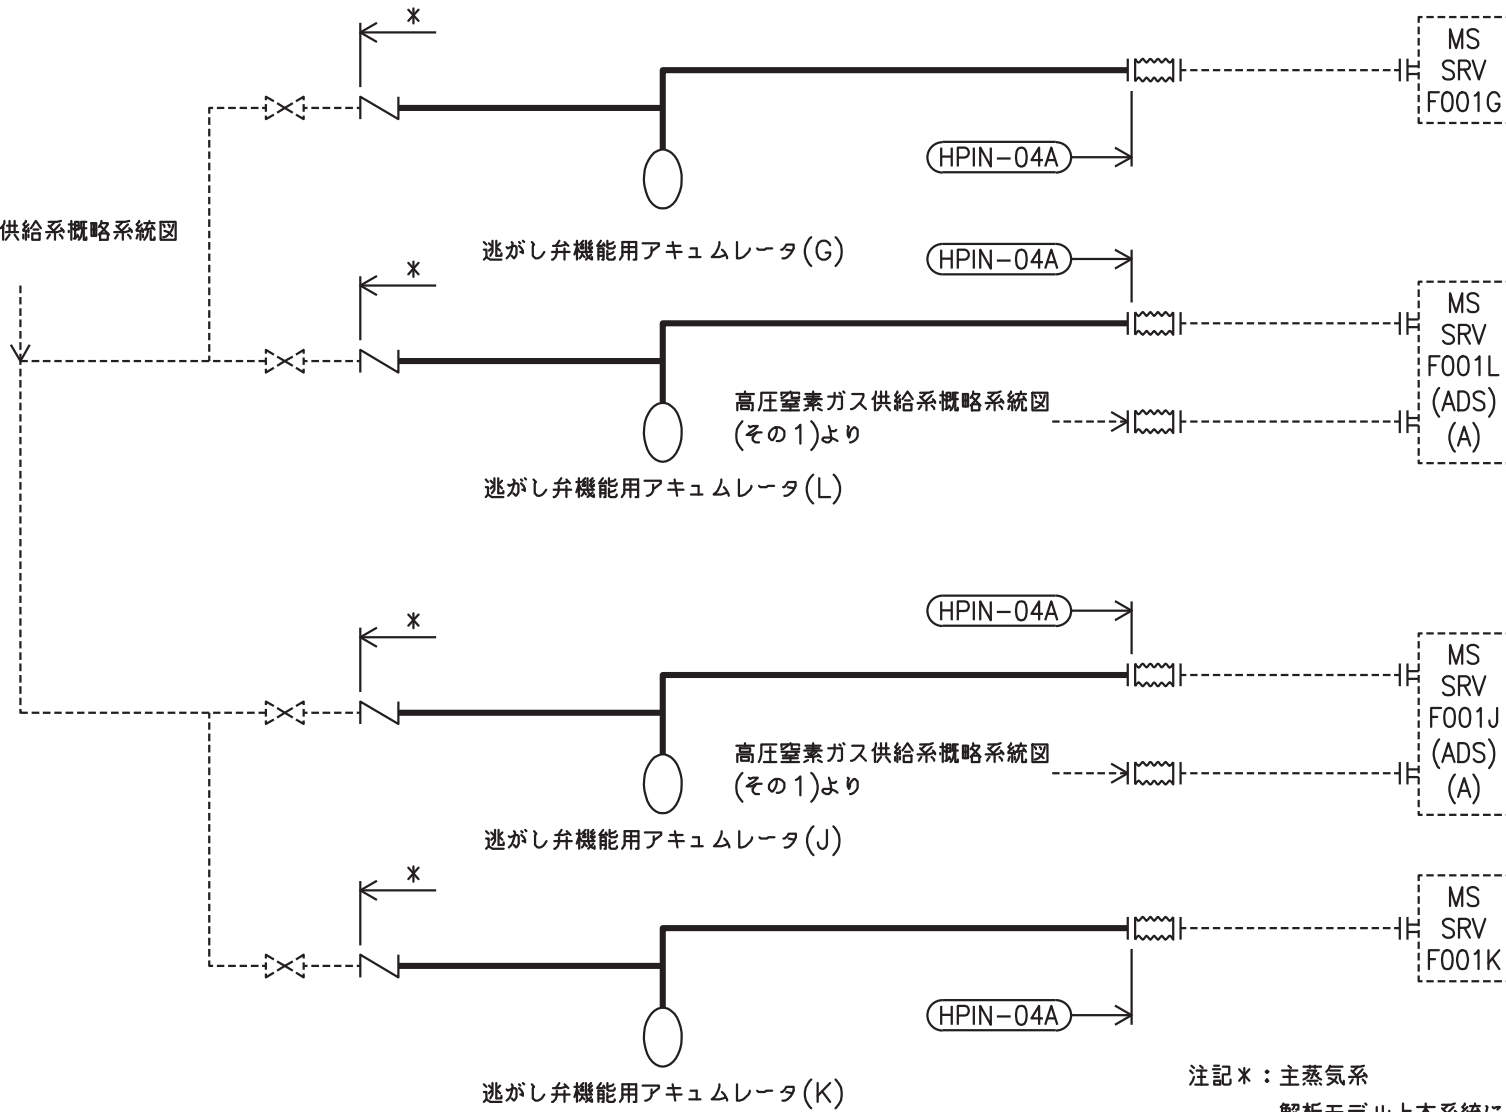 *
MS
SRV
F001G
HPIN-04A
供給系概略系統図
逃がし弁機能用アキュムレータ(G)
*
HPIN-04A
MS
SRV
F001L
(ADS)
(A)
高圧窒素ガス供給系概略系統図
(その1)より
逃がし弁機能用アキュムレータ(L)
*
HPIN-04A
MS
SRV
F001J
(ADS)
(A)
高圧窒素ガス供給系概略系統図
(その1)より
逃がし弁機能用アキュムレータ(J)
*
MS
SRV
F001K
HPIN-04A
逃がし弁機能用アキュムレータ(K)
注記*：主蒸気系